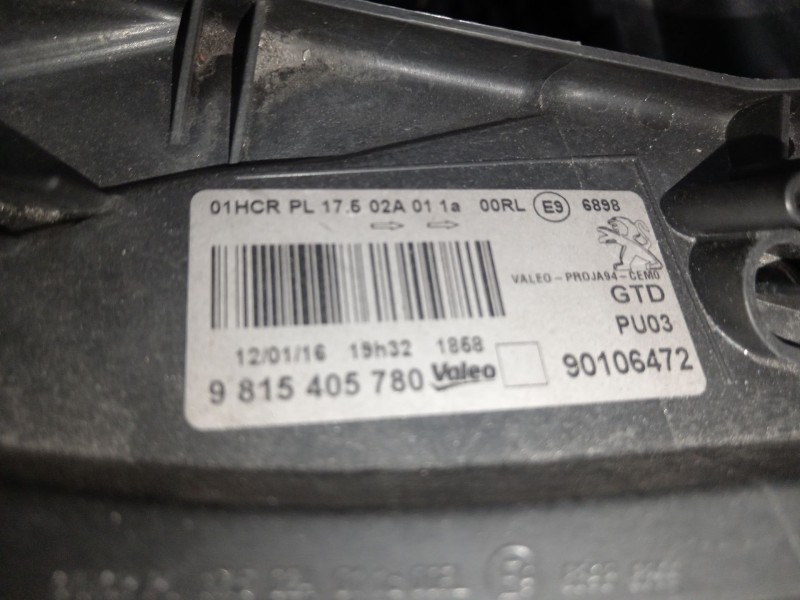 01HCR PL 17.5 02A 01 1a 00RL E9 6898
VALEO-PROJA94-CEM0
GTD
PU03
12/01/16 19h32 1868
9 815 405 780 Valeo 90106472